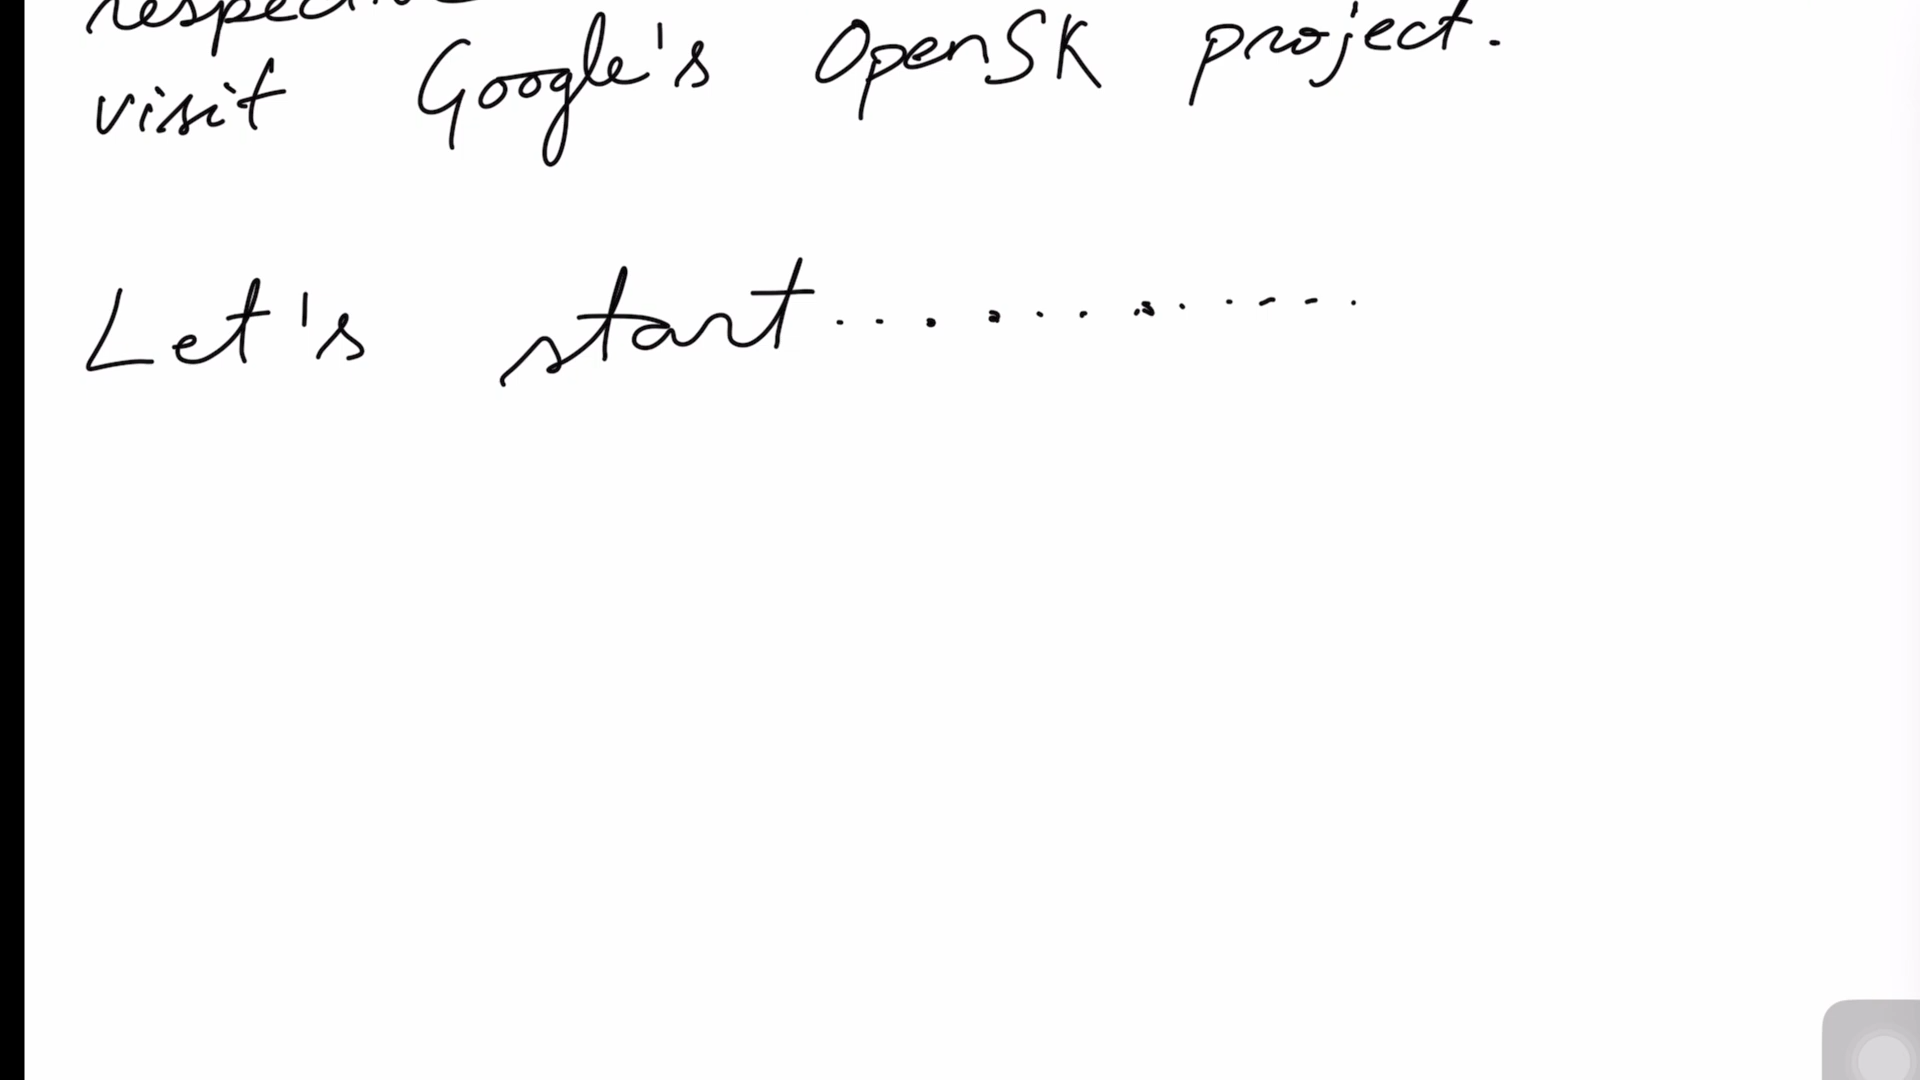 visit Google's OpenSK project.
Let's start.............